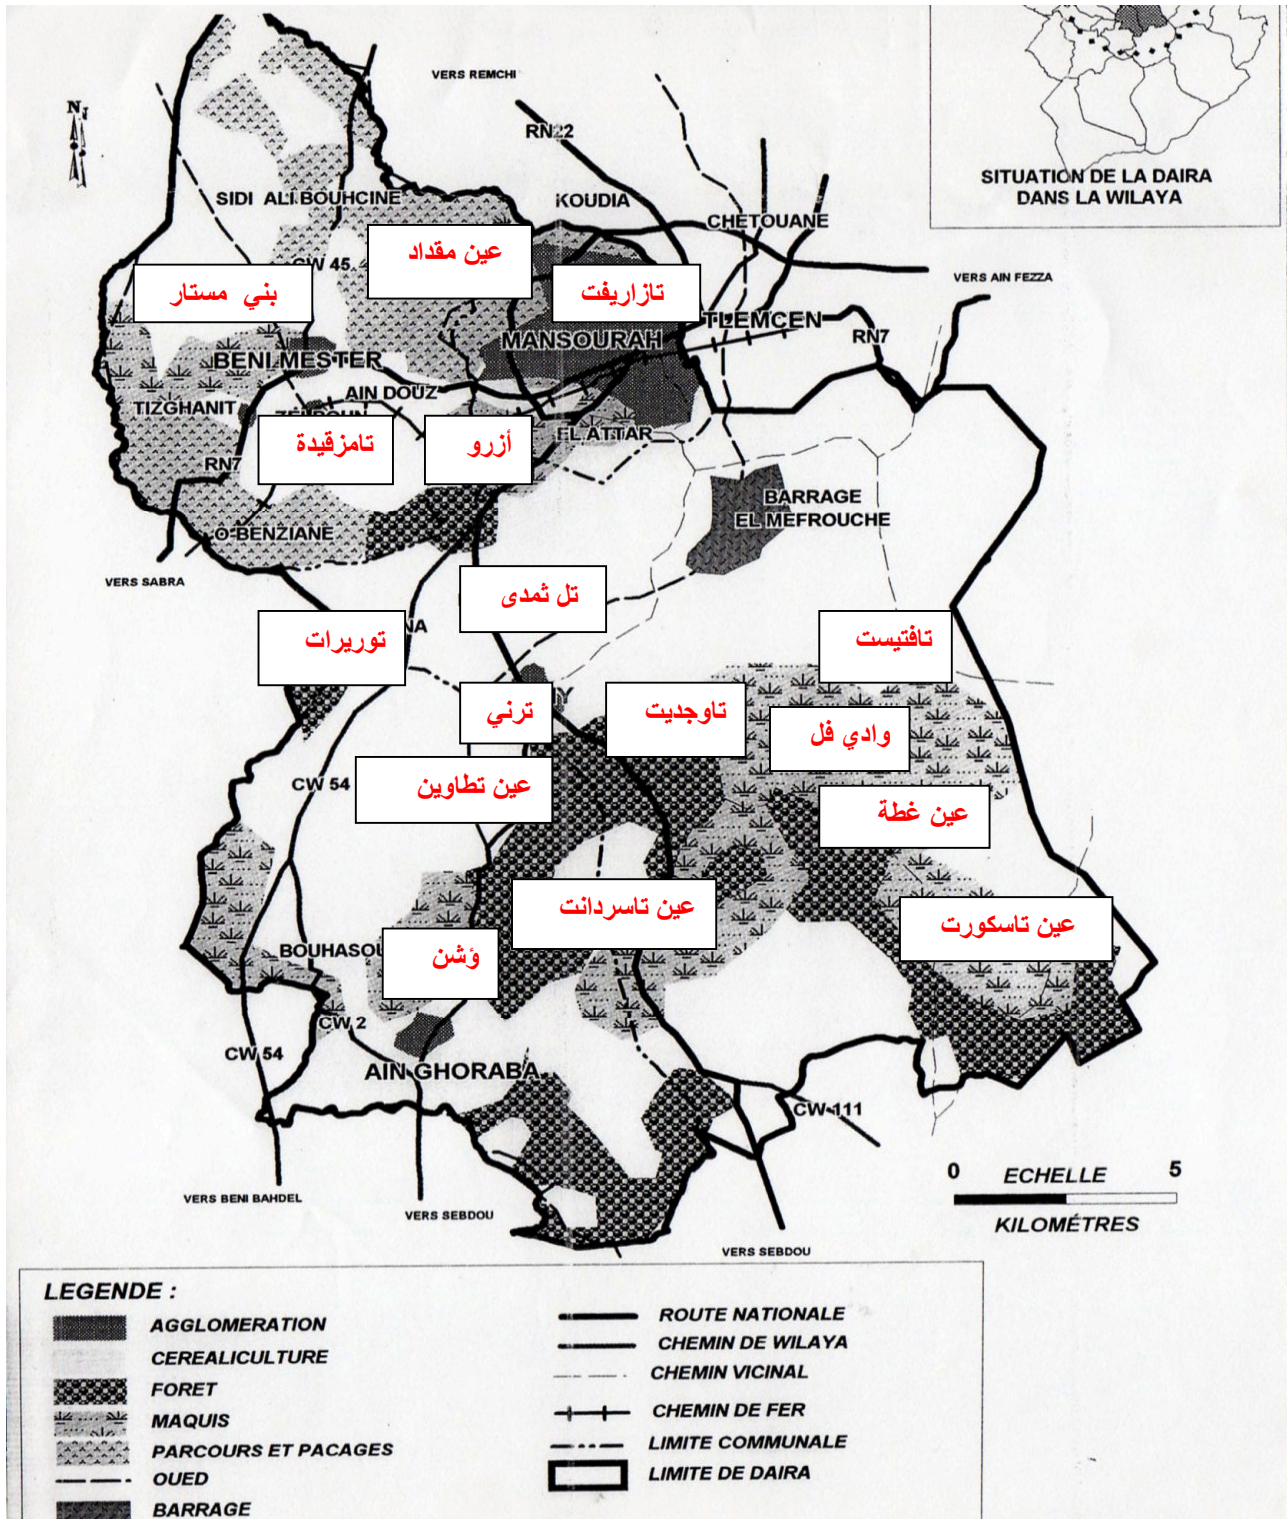 VERS REMCHI
N
RN22
SITUATION DE LA DAIRA
DANS LA WILAYA
SIDI ALI BOUHCINE
KOUDIA
CHETOUANE
عين مقداد
CW 45
تازاريفت
VERS AIN FEZZA
بني مستار
TLEMCEN
MANSOURAH
RN7
BENI MESTER
AIN DOUZ
TIZGHANIT
EL ATTAR
تامزقيدة
أزرو
RN7
BARRAGE
EL MEFROUCHE
O BENZIANE
VERS SABRA
تل ثمدى
توريرات
NA
تافتيست
ترني
NY
تاوجديت
وادي فل
CW 54
عين تطاوين
عين غطة
عين تاسردانت
عين تاسكورت
BOUHASOU
ؤشن
CW 2
CW 54
AIN GHORABA
CW 111
0 ECHELLE 5
KILOMÉTRES
VERS BENI BAHDEL
VERS SEBDOU
VERS SEBDOU
LEGENDE :
AGGLOMERATION
CEREALICULTURE
FORET
MAQUIS
PARCOURS ET PACAGES
OUED
BARRAGE
ROUTE NATIONALE
CHEMIN DE WILAYA
CHEMIN VICINAL
CHEMIN DE FER
LIMITE COMMUNALE
LIMITE DE DAIRA